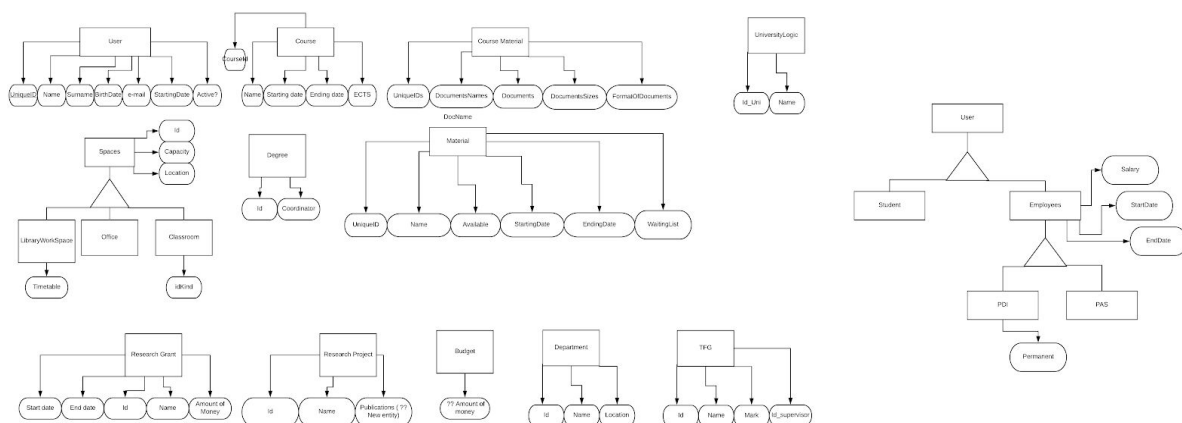 User
UniqueID
Name
Surname
BirthDate
e-mail
StartingDate
Active?
Course
CourseId
Name
Starting date
Ending date
ECTS
Course Material
UniqueIDs
DocumentsNames
Documents
DocumentsSizes
FormatOfDocuments
DocName
UniversityLogic
Id_Uni
Name
Spaces
Id
Capacity
Location
LibraryWorkSpace
Office
Classroom
Timetable
idKind
Degree
Id
Coordinator
Material
UniqueID
Name
Available
StartingDate
EndingDate
WaitingList
User
Student
Employees
Salary
StartDate
EndDate
PDI
PAS
Permanent
Research Grant
Start date
End date
Id
Name
Amount of
Money
Research Project
Id
Name
Publications ( ??
New entity)
Budget
?? Amount of
money
Department
Id
Name
Location
TFG
Id
Name
Mark
Id_supervisor